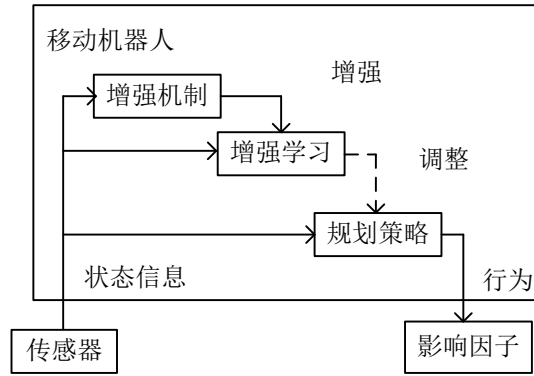 移动机器人
增强
增强机制
增强学习
调整
规划策略
状态信息
行为
传感器
影响因子